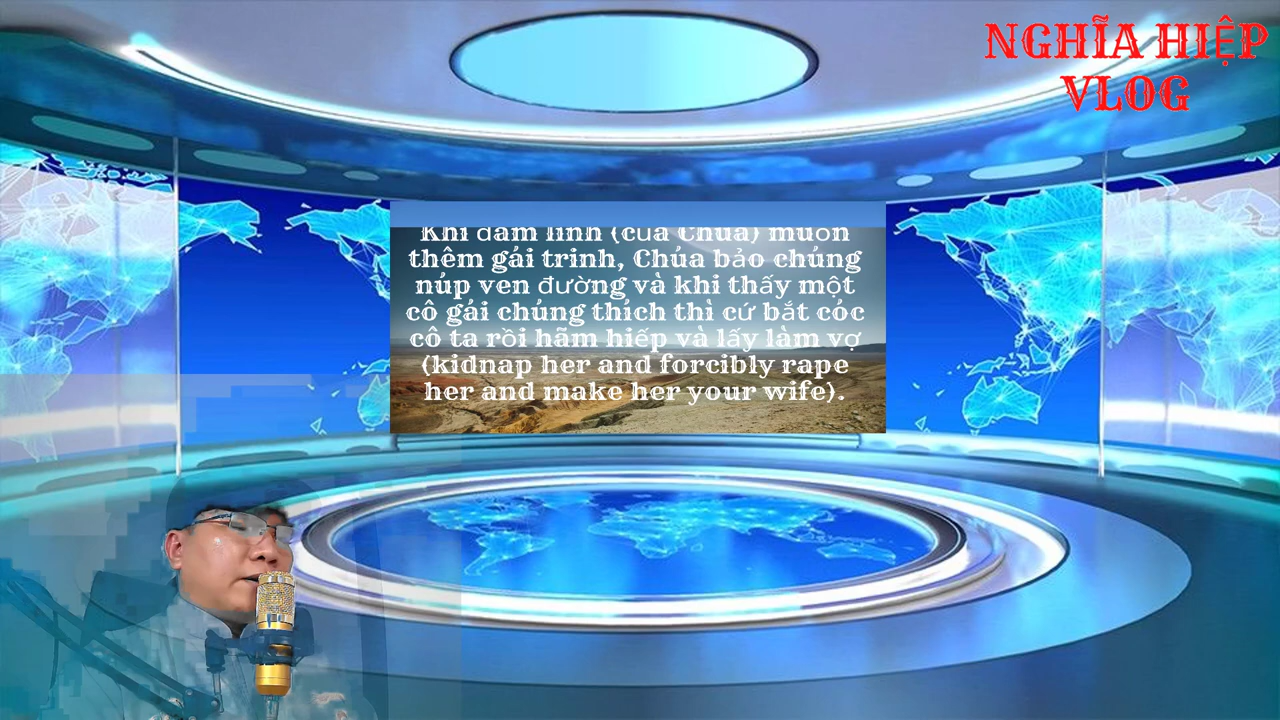 NGHĨA HIỆP
VLOG
Khi đám lính (của Chúa) muốn
thêm gái trinh, Chúa bảo chúng
núp ven đường và khi thấy một
cô gái chúng thích thì cứ bắt cóc
cô ta rồi hãm hiếp và lấy làm vợ
(kidnap her and forcibly rape
her and make her your wife).